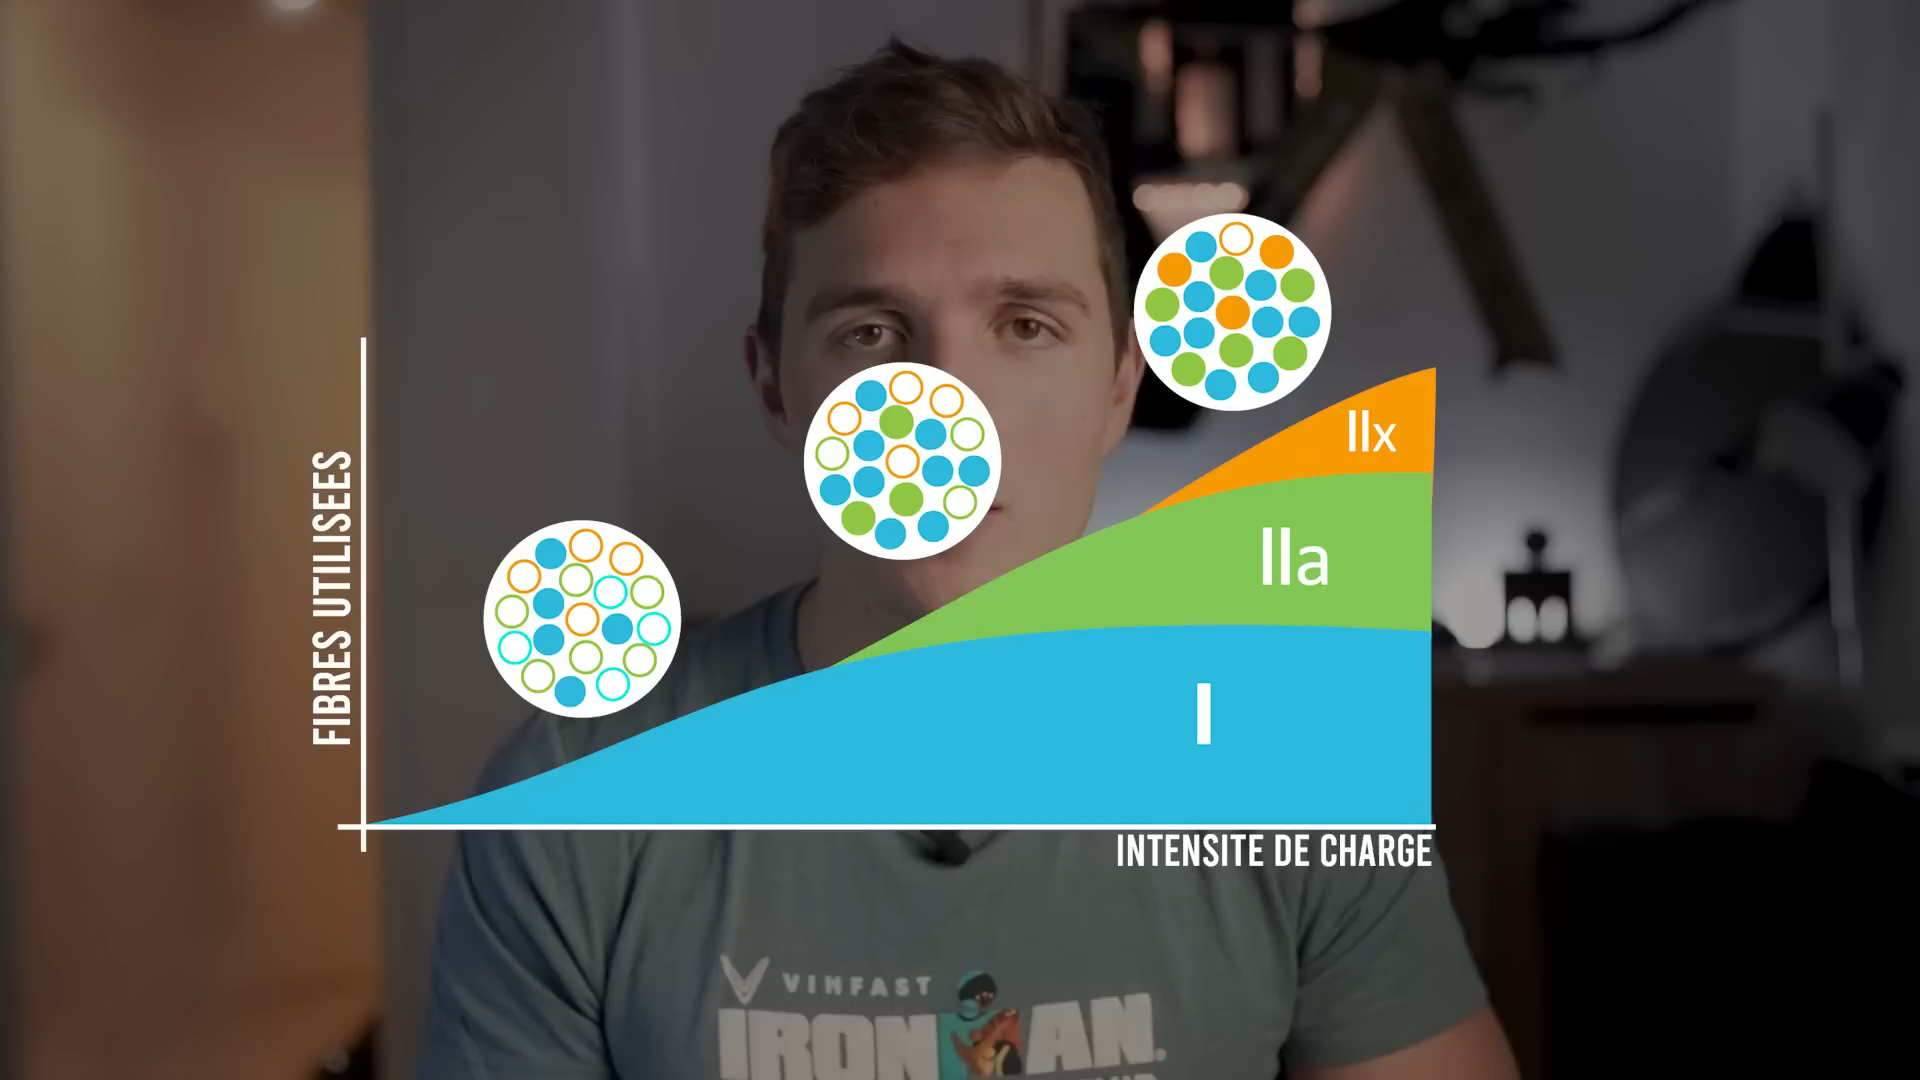 FIBRES UTILISEES
IIx
IIa
I
INTENSITE DE CHARGE
VINFAST
IRONMAN